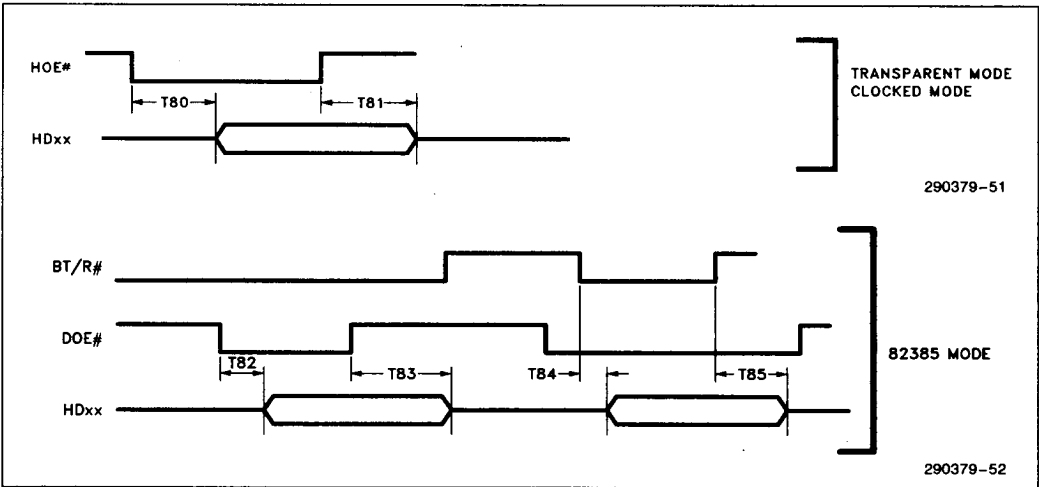 HOE#
T80
T81
HDxx
TRANSPARENT MODE
CLOCKED MODE
290379-51
BT/R#
DOE#
T82
T83
T84
T85
82385 MODE
HDxx
290379-52